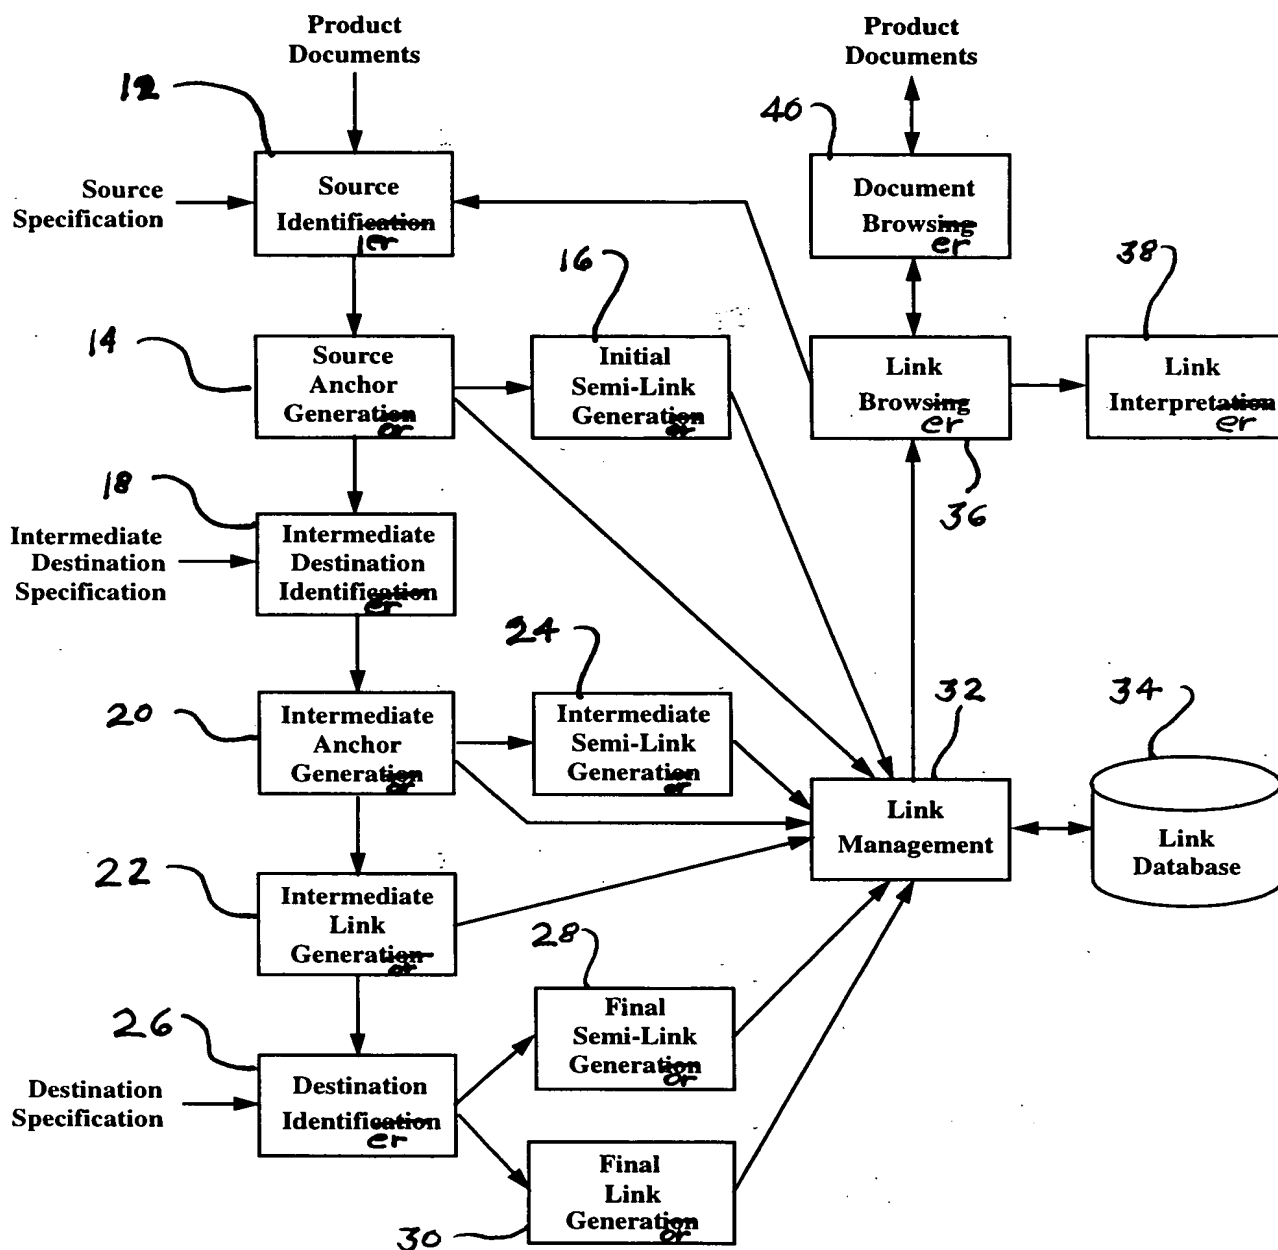 Product
Documents
12
Source
Specification
Source
Identification
ier
14
Source
Anchor
Generation
or
16
Initial
Semi-Link
Generation
or
18
Intermediate
Destination
Specification
Intermediate
Destination
Identification
er
20
Intermediate
Anchor
Generation
or
24
Intermediate
Semi-Link
Generation
or
22
Intermediate
Link
Generation
or
26
Destination
Specification
Destination
Identification
er
28
Final
Semi-Link
Generation
or
30
Final
Link
Generation
or
Product
Documents
40
Document
Browsing
er
Link
Browsing
er
36
38
Link
Interpretation
er
32
Link
Management
34
Link
Database